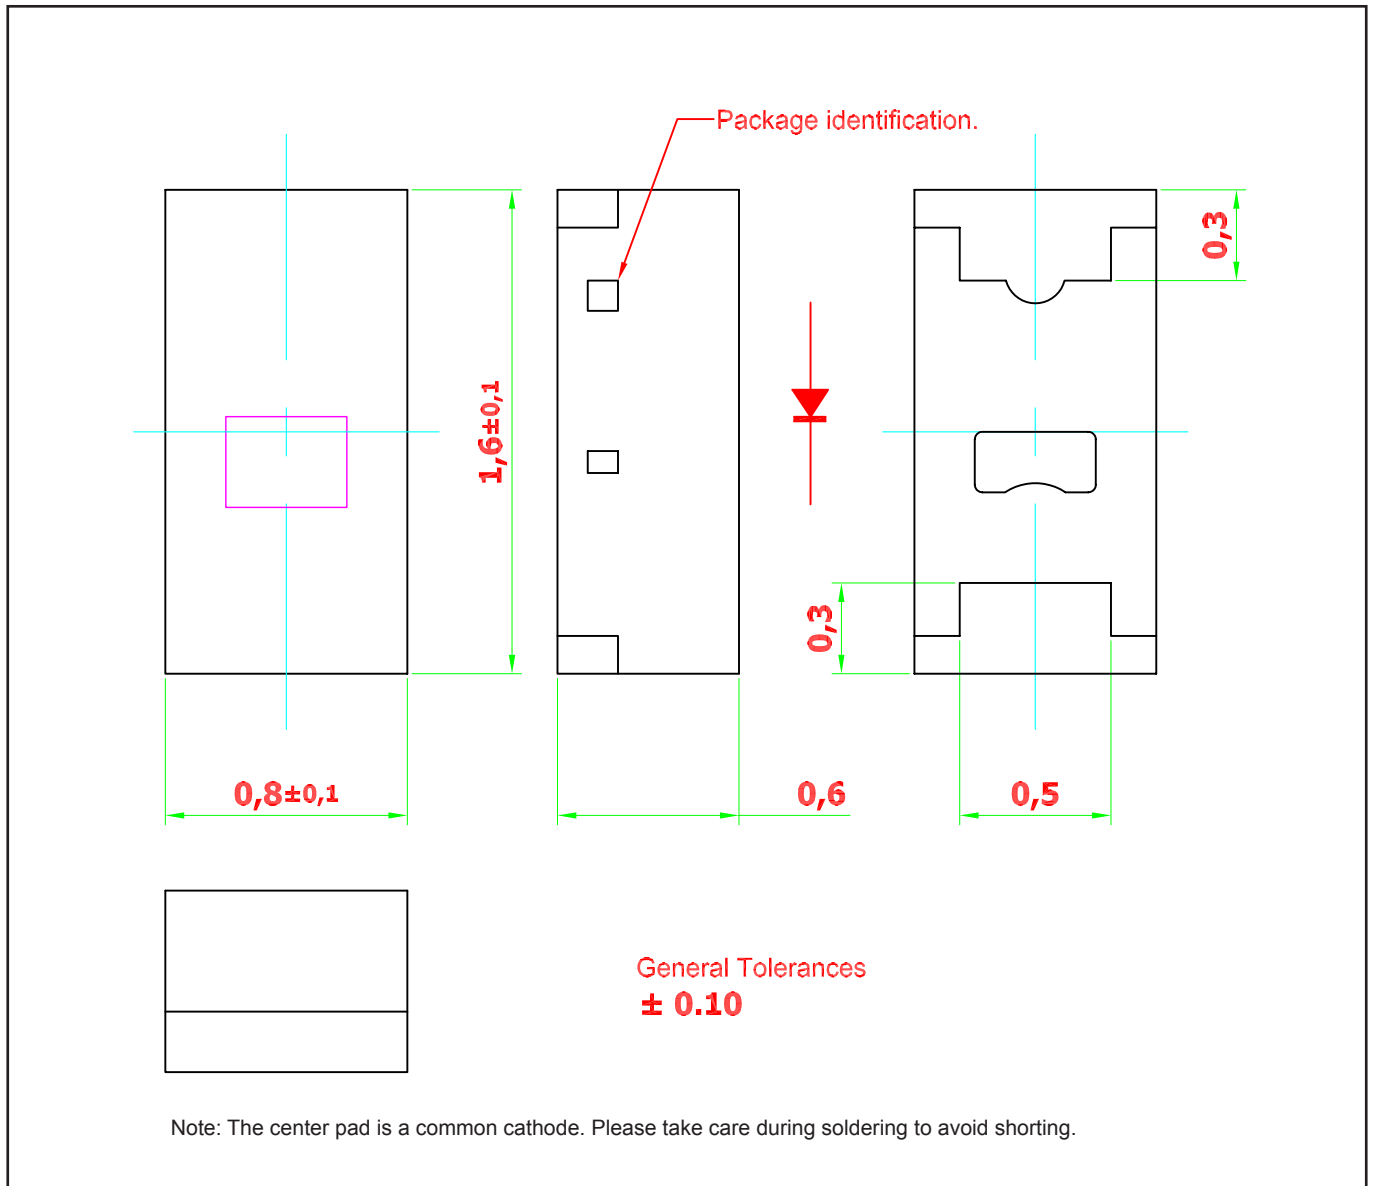 Package identification.
0,3
1,6±0,1
0,3
0,8±0,1
0,6
0,5
General Tolerances
± 0.10
Note: The center pad is a common cathode. Please take care during soldering to avoid shorting.